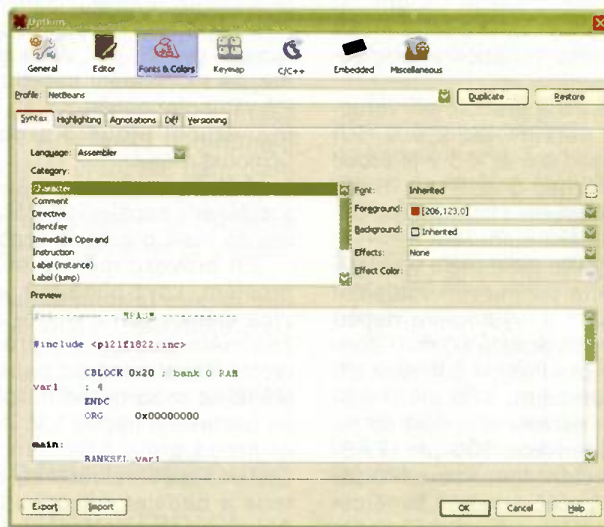 Options
General Editor Fonts & Colors Keymap C/C++ Embedded Miscellaneous
Profile: NetBeans Duplicate Restore
Syntax Highlighting Annotations Diff Versioning
Language: Assembler
Category:
Character
Comment
Directive
Identifier
Immediate Operand
Instruction
Label (instance)
Label (jump)
Font: Inherited
Foreground: [206,123,0]
Background: Inherited
Effects: None
Effect Color:
Preview
; ------------ MPASM ------------
#include <p121f1822.inc>
CBLOCK 0x20 ; bank 0 RAM
var1 : 4
ENDC
ORG 0x00000000
main:
BANKSEL var1
Export Import OK Cancel Help